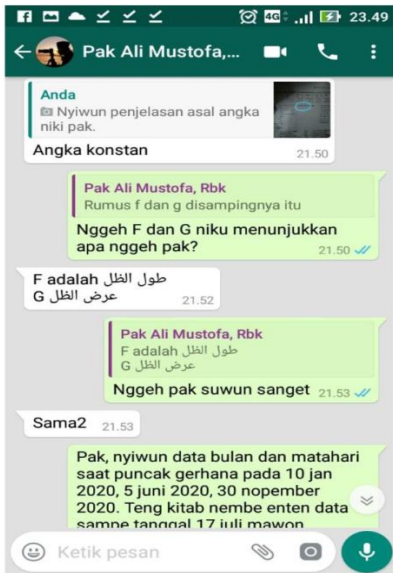 4G 23.49
Pak Ali Mustofa,...
Anda
Nyiwun penjelasan asal angka
niki pak.
Angka konstan
21.50
Pak Ali Mustofa, Rbk
Rumus f dan g disampingnya itu
Nggeh F dan G niku menunjukkan
apa nggeh pak?
21.50
F adalah طول الظل
G عرض الظل
21.52
Pak Ali Mustofa, Rbk
F adalah طول الظل
G عرض الظل
Nggeh pak suwun sanget 21.53
Sama2 21.53
Pak, nyiwun data bulan dan matahari
saat puncak gerhana pada 10 jan
2020, 5 juni 2020, 30 nopember
2020. Teng kitab nembe enten data
sampe tanggal 17 juli mawon
Ketik pesan